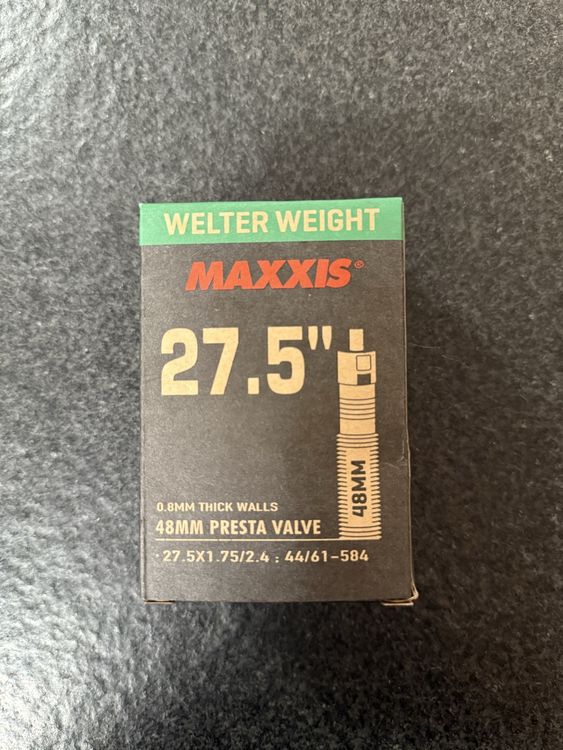 WELTER WEIGHT
MAXXIS®
27.5"
48MM
0.8MM THICK WALLS
48MM PRESTA VALVE
·27.5X1.75/2.4 : 44/61-584